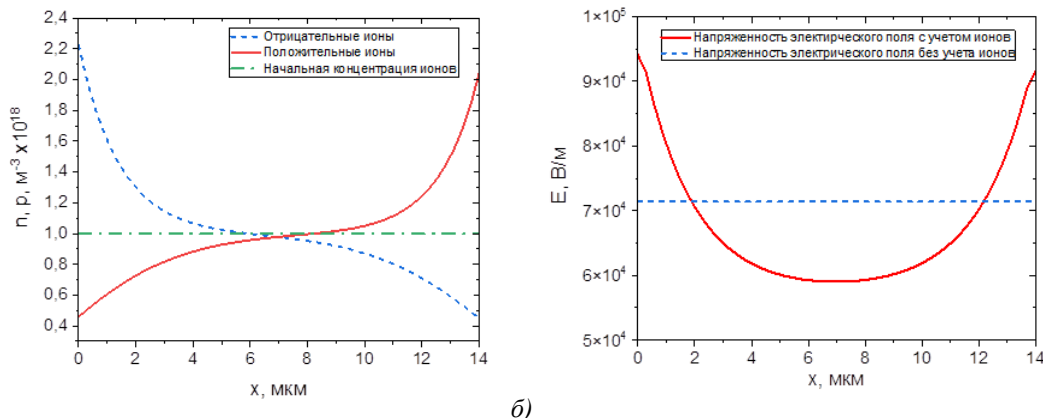 2,4
2,2
2,0
1,8
1,6
1,4
1,2
1,0
0,8
0,6
0,4
n, p, м⁻³ x10¹⁸
Отрицательные ионы
Положительные ионы
Начальная концентрация ионов
0 2 4 6 8 10 12 14
x, мкм
1×10⁵
9×10⁴
8×10⁴
7×10⁴
6×10⁴
5×10⁴
E, В/м
Напряженность электирического поля с учетом ионов
Напряженность электрического поля без учета ионов
0 2 4 6 8 10 12 14
x, мкм
б)